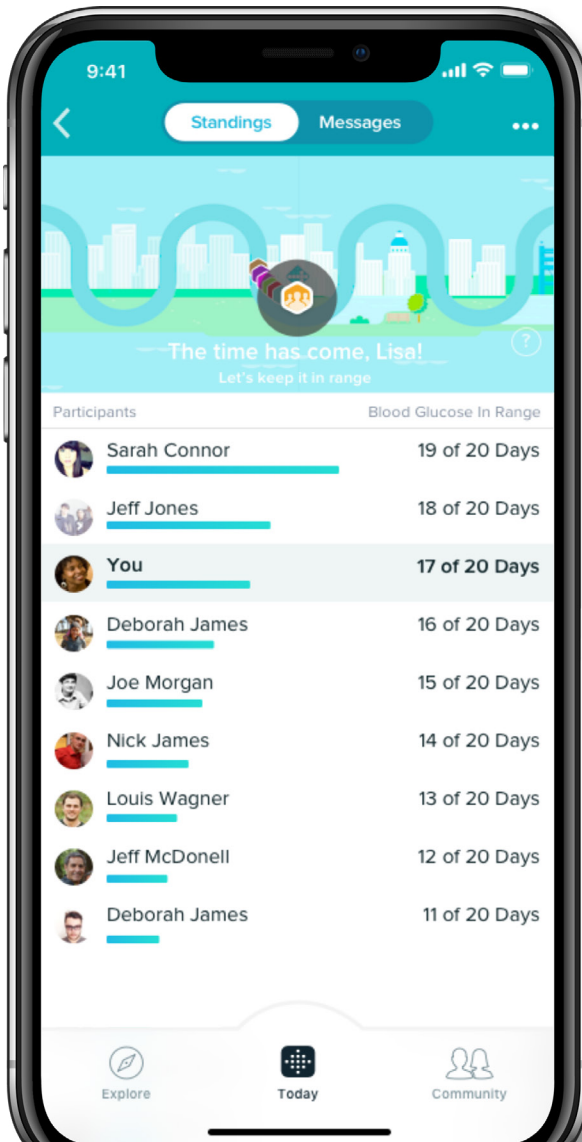 9:41
Standings Messages
The time has come, Lisa!
?
Let's keep it in range
Participants Blood Glucose In Range
Sarah Connor 19 of 20 Days
Jeff Jones 18 of 20 Days
You 17 of 20 Days
Deborah James 16 of 20 Days
Joe Morgan 15 of 20 Days
Nick James 14 of 20 Days
Louis Wagner 13 of 20 Days
Jeff McDonell 12 of 20 Days
Deborah James 11 of 20 Days
Explore Today Community